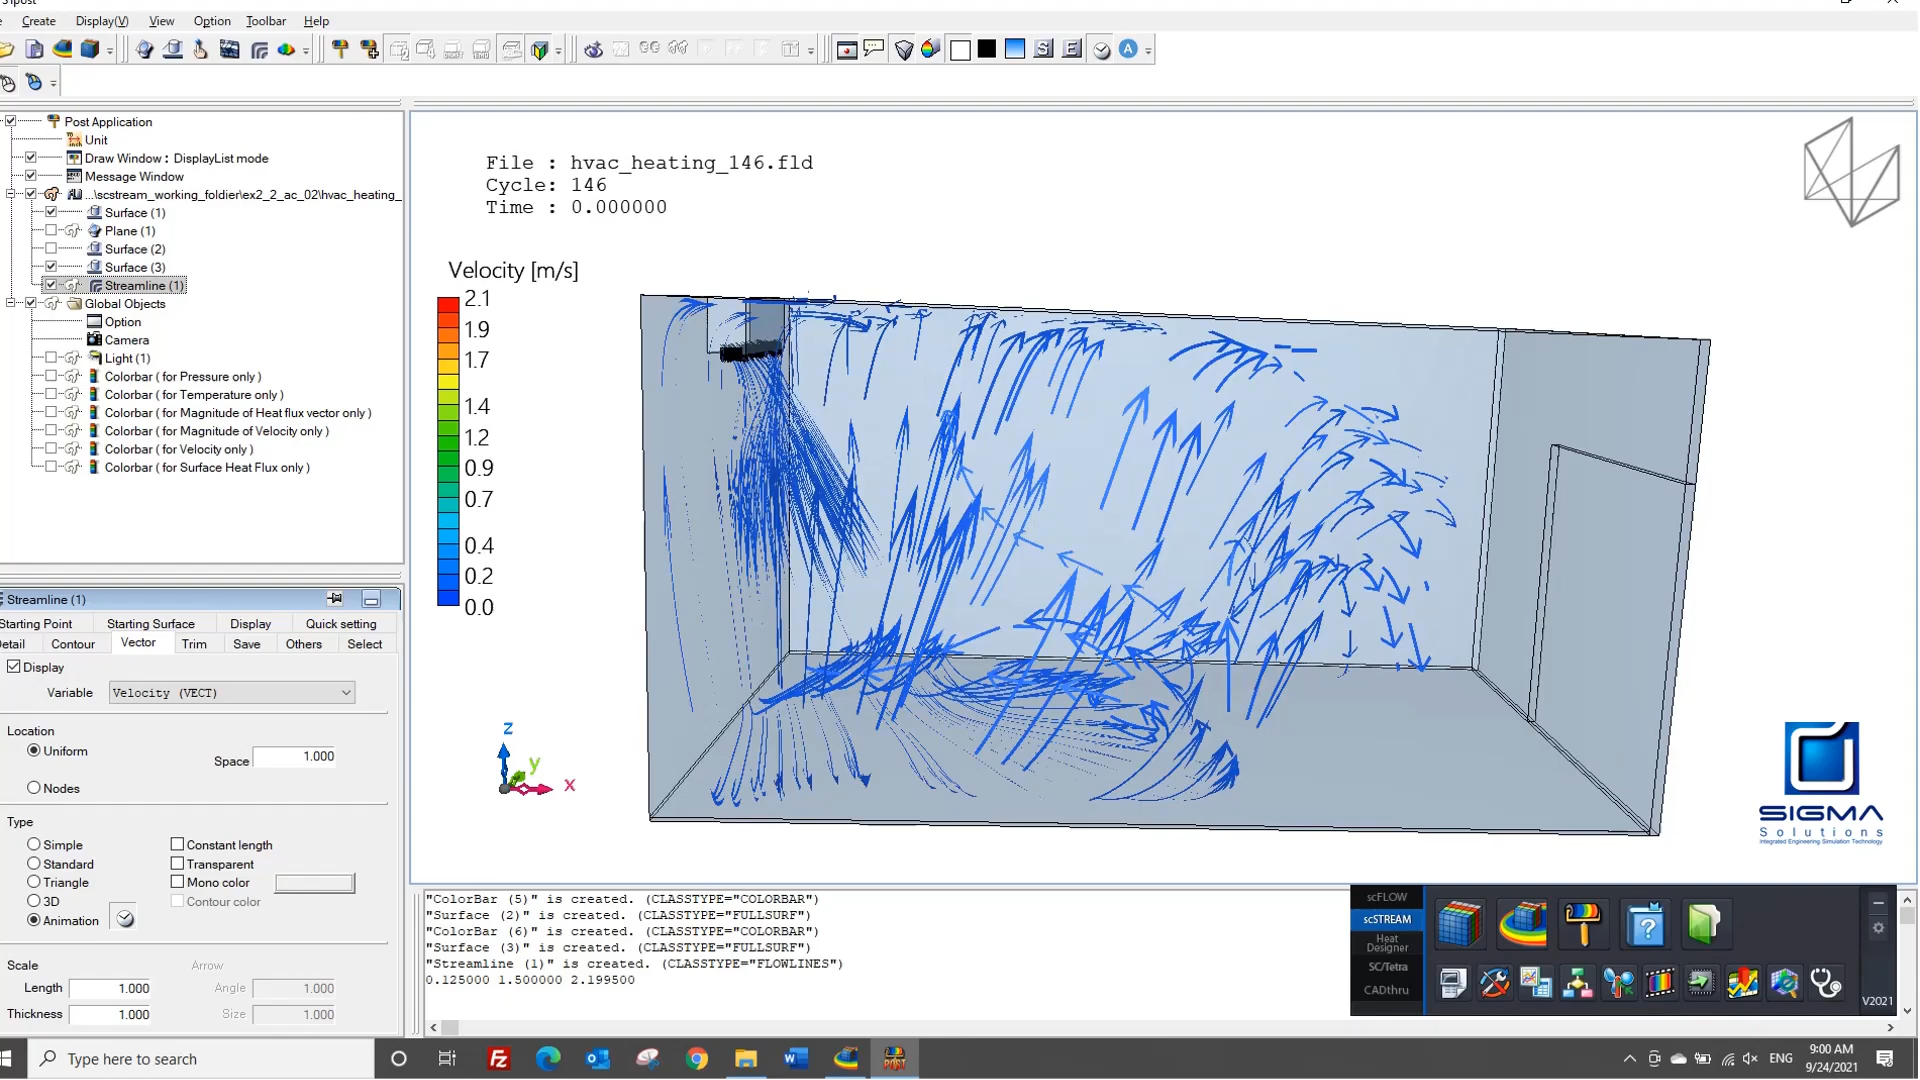 Create Display(V) View Option Toolbar Help
Post Application
Unit
Draw Window : DisplayList mode
Message Window
...\scstream_working_foldier\ex2_2_ac_02\hvac_heating_
Surface (1)
Plane (1)
Surface (2)
Surface (3)
Streamline (1)
Global Objects
Option
Camera
Light (1)
Colorbar ( for Pressure only )
Colorbar ( for Temperature only )
Colorbar ( for Magnitude of Heat flux vector only )
Colorbar ( for Magnitude of Velocity only )
Colorbar ( for Velocity only )
Colorbar ( for Surface Heat Flux only )
File : hvac_heating_146.fld
Cycle: 146
Time : 0.000000
Velocity [m/s]
2.1
1.9
1.7
1.4
1.2
0.9
0.7
0.4
0.2
0.0
z
y
x
SIGMA
Solutions
Integrated Engineering Simulation Technology
Streamline (1)
Starting Point Starting Surface Display Quick setting
Contour Vector Trim Save Others Select
Display
Variable Velocity (VECT)
Location
Uniform
Space 1.000
Nodes
Type
Simple Constant length
Standard Transparent
Triangle Mono color
3D Contour color
Animation
Scale Arrow
Length 1.000 Angle 1.000
Thickness 1.000 Size 1.000
"ColorBar (5)" is created. (CLASSTYPE="COLORBAR")
"Surface (2)" is created. (CLASSTYPE="FULLSURF")
"ColorBar (6)" is created. (CLASSTYPE="COLORBAR")
"Surface (3)" is created. (CLASSTYPE="FULLSURF")
"Streamline (1)" is created. (CLASSTYPE="FLOWLINES")
0.125000 1.500000 2.199500
scFLOW
scSTREAM
Heat
Designer
SC/Tetra
CADthru
V2021
Type here to search
POST
ENG
9:00 AM
9/24/2021